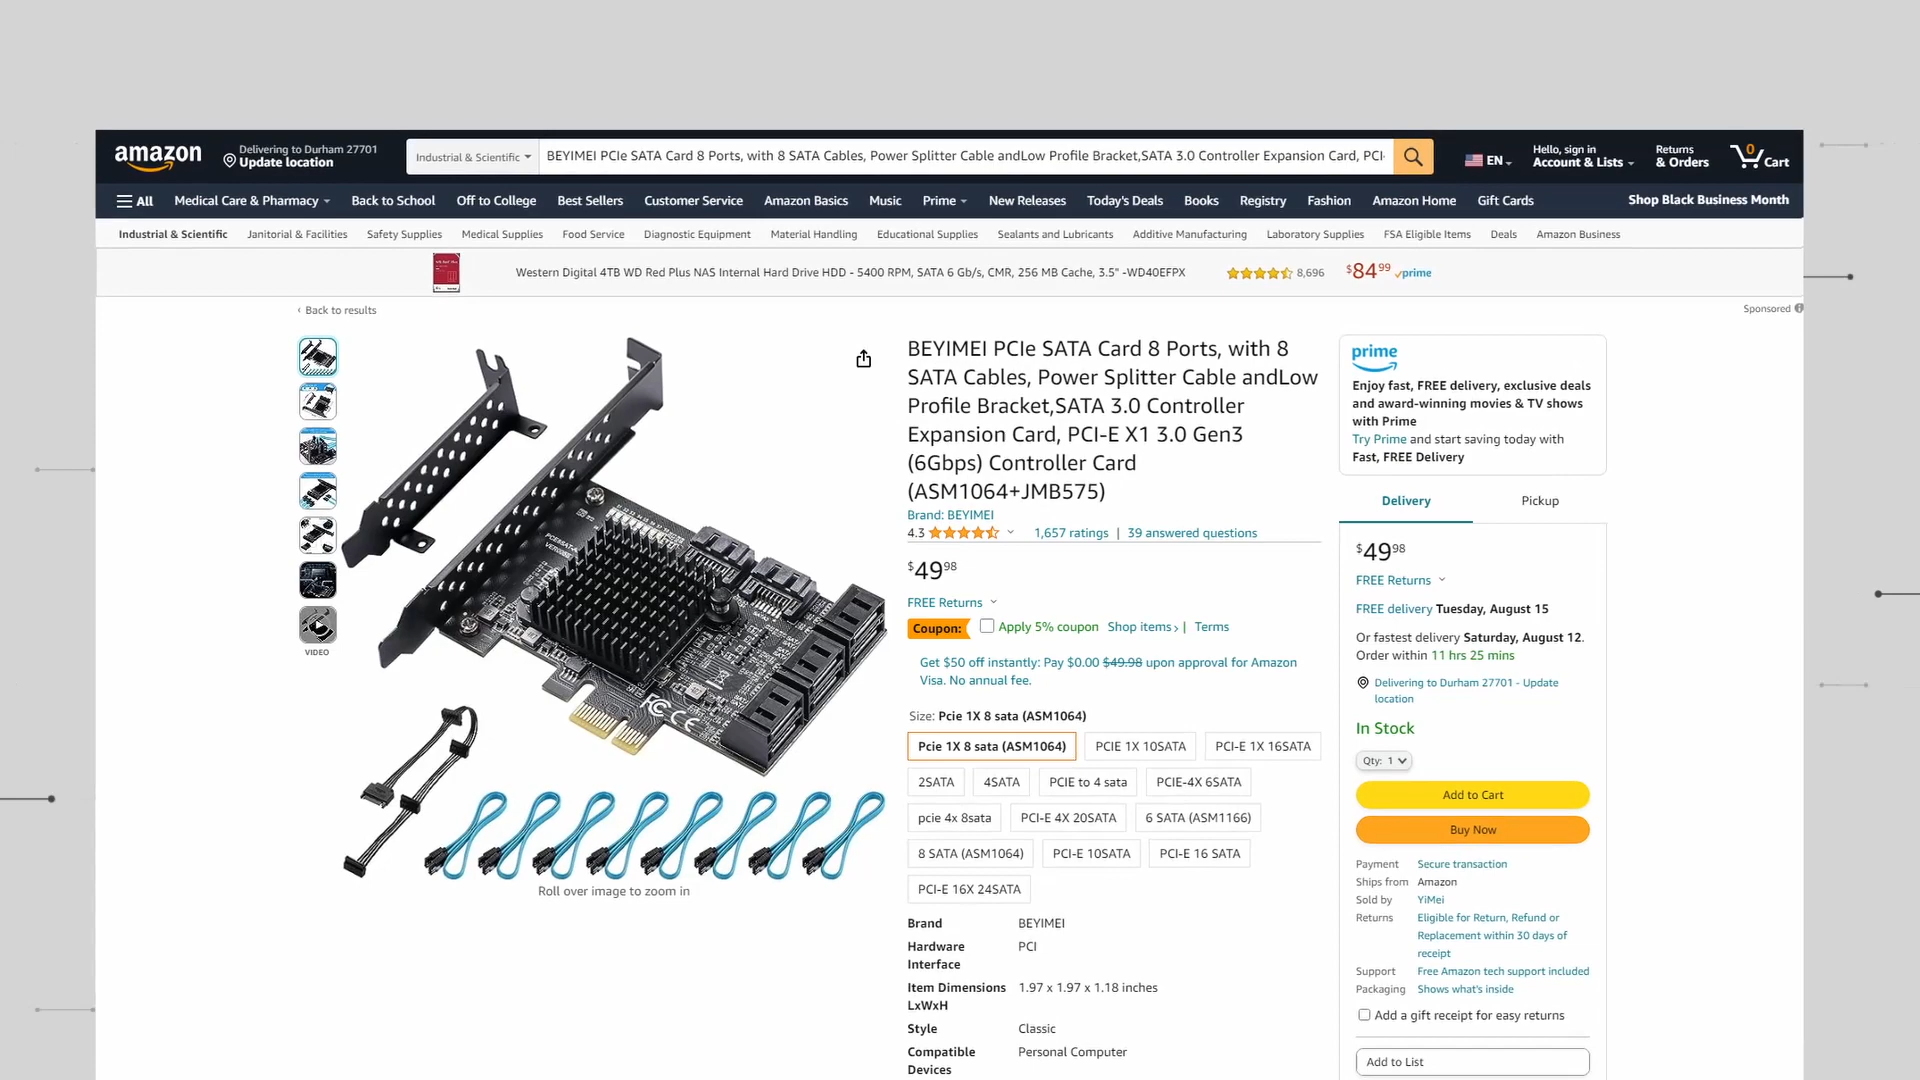 amazon
Delivering to Durham 27701
Update location
Industrial & Scientific
BEYIMEI PCIe SATA Card 8 Ports, with 8 SATA Cables, Power Splitter Cable andLow Profile Bracket,SATA 3.0 Controller Expansion Card, PCI-
EN
Hello, sign in
Account & Lists
Returns
& Orders
0
Cart
All
Medical Care & Pharmacy
Back to School
Off to College
Best Sellers
Customer Service
Amazon Basics
Music
Prime
New Releases
Today's Deals
Books
Registry
Fashion
Amazon Home
Gift Cards
Shop Black Business Month
Industrial & Scientific
Janitorial & Facilities
Safety Supplies
Medical Supplies
Food Service
Diagnostic Equipment
Material Handling
Educational Supplies
Sealants and Lubricants
Additive Manufacturing
Laboratory Supplies
FSA Eligible Items
Deals
Amazon Business
Western Digital 4TB WD Red Plus NAS Internal Hard Drive HDD - 5400 RPM, SATA 6 Gb/s, CMR, 256 MB Cache, 3.5" -WD40EFPX
8,696
$84 99
prime
‹ Back to results
Sponsored
VIDEO
FC CE
Roll over image to zoom in
BEYIMEI PCIe SATA Card 8 Ports, with 8
SATA Cables, Power Splitter Cable andLow
Profile Bracket,SATA 3.0 Controller
Expansion Card, PCI-E X1 3.0 Gen3
(6Gbps) Controller Card
(ASM1064+JMB575)
Brand: BEYIMEI
4.3
1,657 ratings | 39 answered questions
$49 98
FREE Returns
Coupon:
Apply 5% coupon Shop items › | Terms
Get $50 off instantly: Pay $0.00 $49.98 upon approval for Amazon
Visa. No annual fee.
Size: Pcie 1X 8 sata (ASM1064)
Pcie 1X 8 sata (ASM1064)
PCIE 1X 10SATA
PCI-E 1X 16SATA
2SATA
4SATA
PCIE to 4 sata
PCIE-4X 6SATA
pcie 4x 8sata
PCI-E 4X 20SATA
6 SATA (ASM1166)
8 SATA (ASM1064)
PCI-E 10SATA
PCI-E 16 SATA
PCI-E 16X 24SATA
Brand BEYIMEI
Hardware Interface PCI
Item Dimensions LxWxH 1.97 x 1.97 x 1.18 inches
Style Classic
Compatible Devices Personal Computer
prime
Enjoy fast, FREE delivery, exclusive deals
and award-winning movies & TV shows
with Prime
Try Prime and start saving today with
Fast, FREE Delivery
Delivery
Pickup
$49 98
FREE Returns
FREE delivery Tuesday, August 15
Or fastest delivery Saturday, August 12.
Order within 11 hrs 25 mins
Delivering to Durham 27701 - Update
location
In Stock
Qty: 1
Add to Cart
Buy Now
Payment Secure transaction
Ships from Amazon
Sold by YiMei
Returns Eligible for Return, Refund or
Replacement within 30 days of
receipt
Support Free Amazon tech support included
Packaging Shows what's inside
Add a gift receipt for easy returns
Add to List